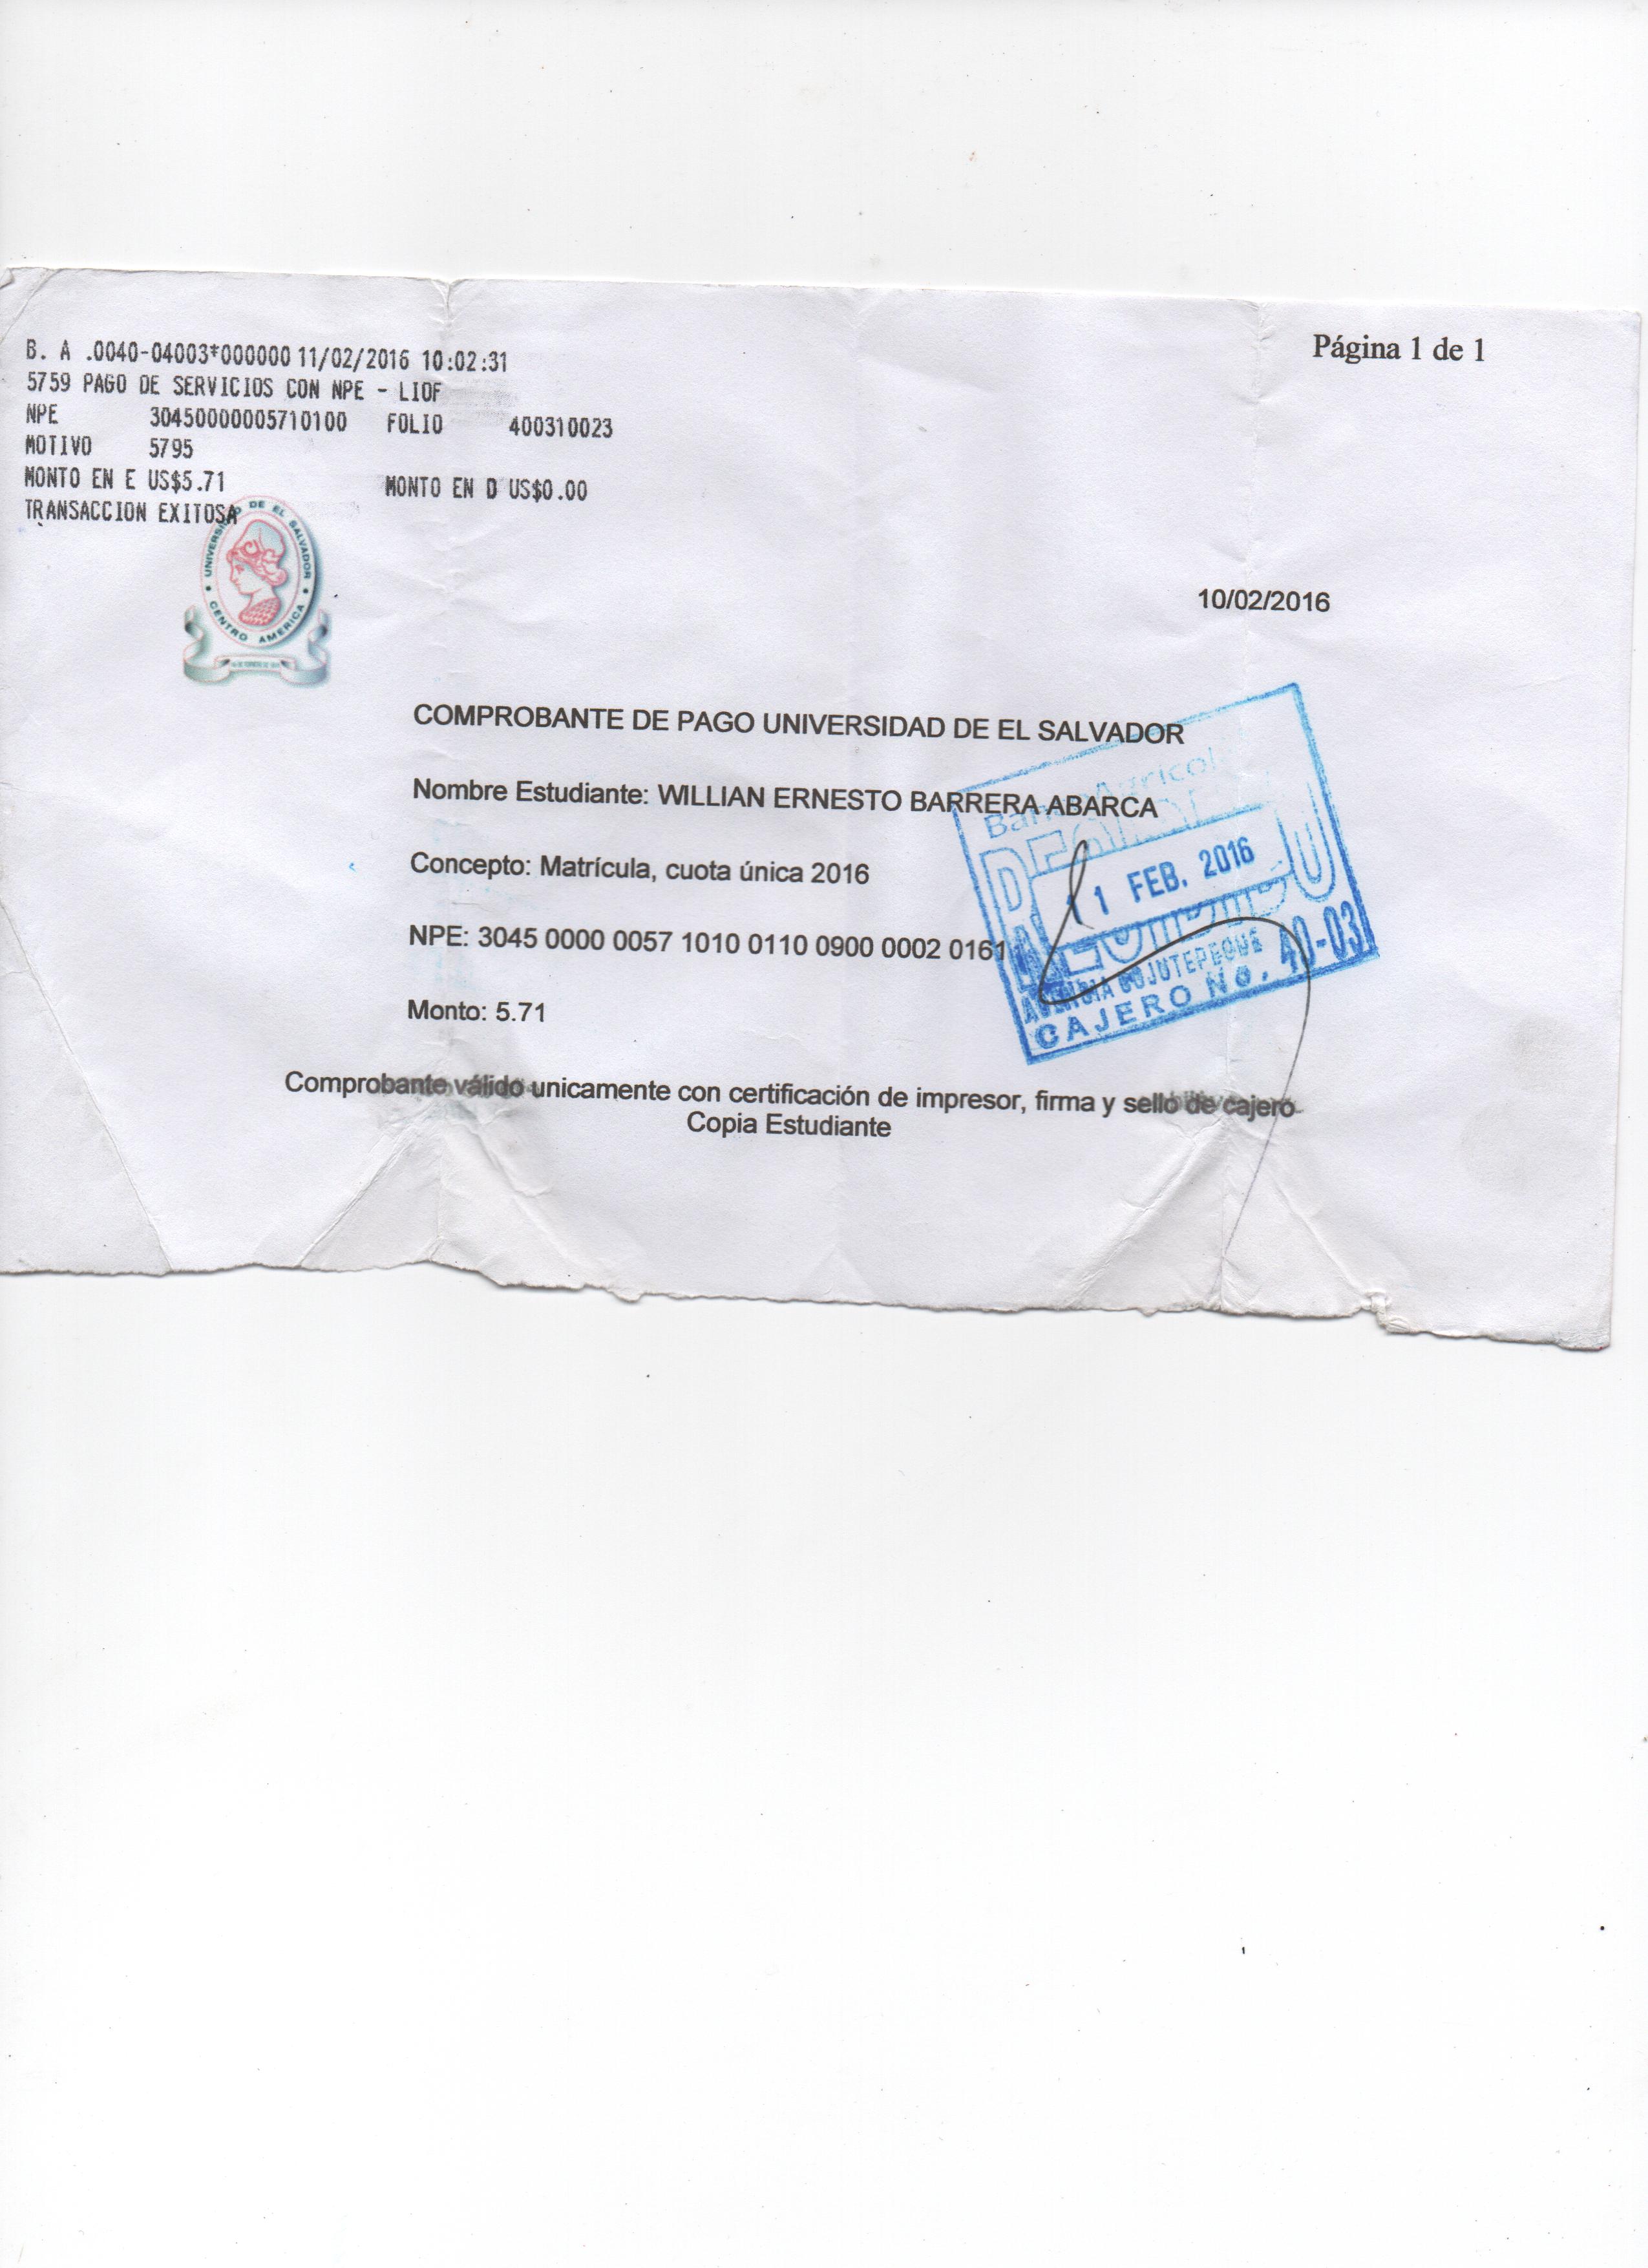 Página 1 de 1
B. A .0040-04003*000000 11/02/2016 10:02:31
5759 PAGO DE SERVICIOS CON NPE - LIOF
NPE 30450000005710100 FOLIO 400310023
MOTIVO 5795
MONTO EN E US$5.71 MONTO EN D US$0.00
TRANSACCION EXITOSA
UNIVERSIDAD DE EL SALVADOR
CENTRO AMERICA
10/02/2016
COMPROBANTE DE PAGO UNIVERSIDAD DE EL SALVADOR
Nombre Estudiante: WILLIAN ERNESTO BARRERA ABARCA
Concepto: Matrícula, cuota única 2016
NPE: 3045 0000 0057 1010 0110 0900 0002 0161
Monto: 5.71
BancoAgrícola
11 FEB. 2016
AGENCIA COJUTEPEQUE
CAJERO No. 40-03
Comprobante válido unicamente con certificación de impresor, firma y sello de cajero
Copia Estudiante